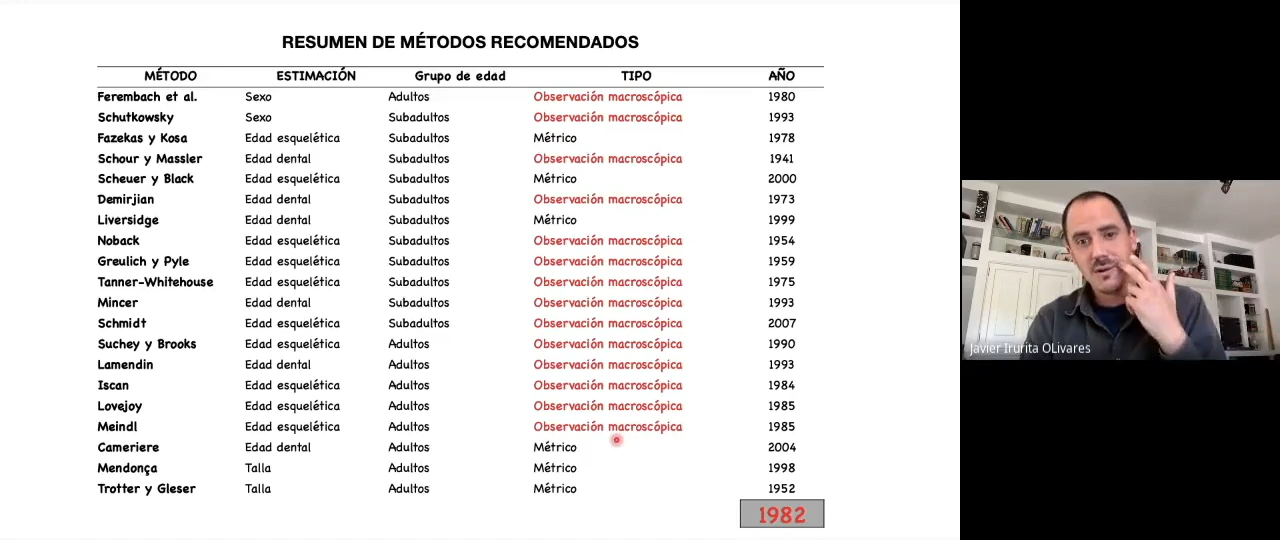 RESUMEN DE MÉTODOS RECOMENDADOS
MÉTODO ESTIMACIÓN Grupo de edad TIPO AÑO
Ferembach et al. Sexo Adultos Observación macroscópica 1980
Schutkowsky Sexo Subadultos Observación macroscópica 1993
Fazekas y Kosa Edad esquelética Subadultos Métrico 1978
Schour y Massler Edad dental Subadultos Observación macroscópica 1941
Scheuer y Black Edad esquelética Subadultos Métrico 2000
Demirjian Edad dental Subadultos Observación macroscópica 1973
Liversidge Edad dental Subadultos Métrico 1999
Noback Edad esquelética Subadultos Observación macroscópica 1954
Greulich y Pyle Edad esquelética Subadultos Observación macroscópica 1959
Tanner-Whitehouse Edad esquelética Subadultos Observación macroscópica 1975
Mincer Edad dental Subadultos Observación macroscópica 1993
Schmidt Edad esquelética Subadultos Observación macroscópica 2007
Suchey y Brooks Edad esquelética Adultos Observación macroscópica 1990
Lamendin Edad dental Adultos Observación macroscópica 1993
Iscan Edad esquelética Adultos Observación macroscópica 1984
Lovejoy Edad esquelética Adultos Observación macroscópica 1985
Meindl Edad esquelética Adultos Observación macroscópica 1985
Cameriere Edad dental Adultos Métrico 2004
Mendonça Talla Adultos Métrico 1998
Trotter y Gleser Talla Adultos Métrico 1952
1982
Javier Irurita OLivares